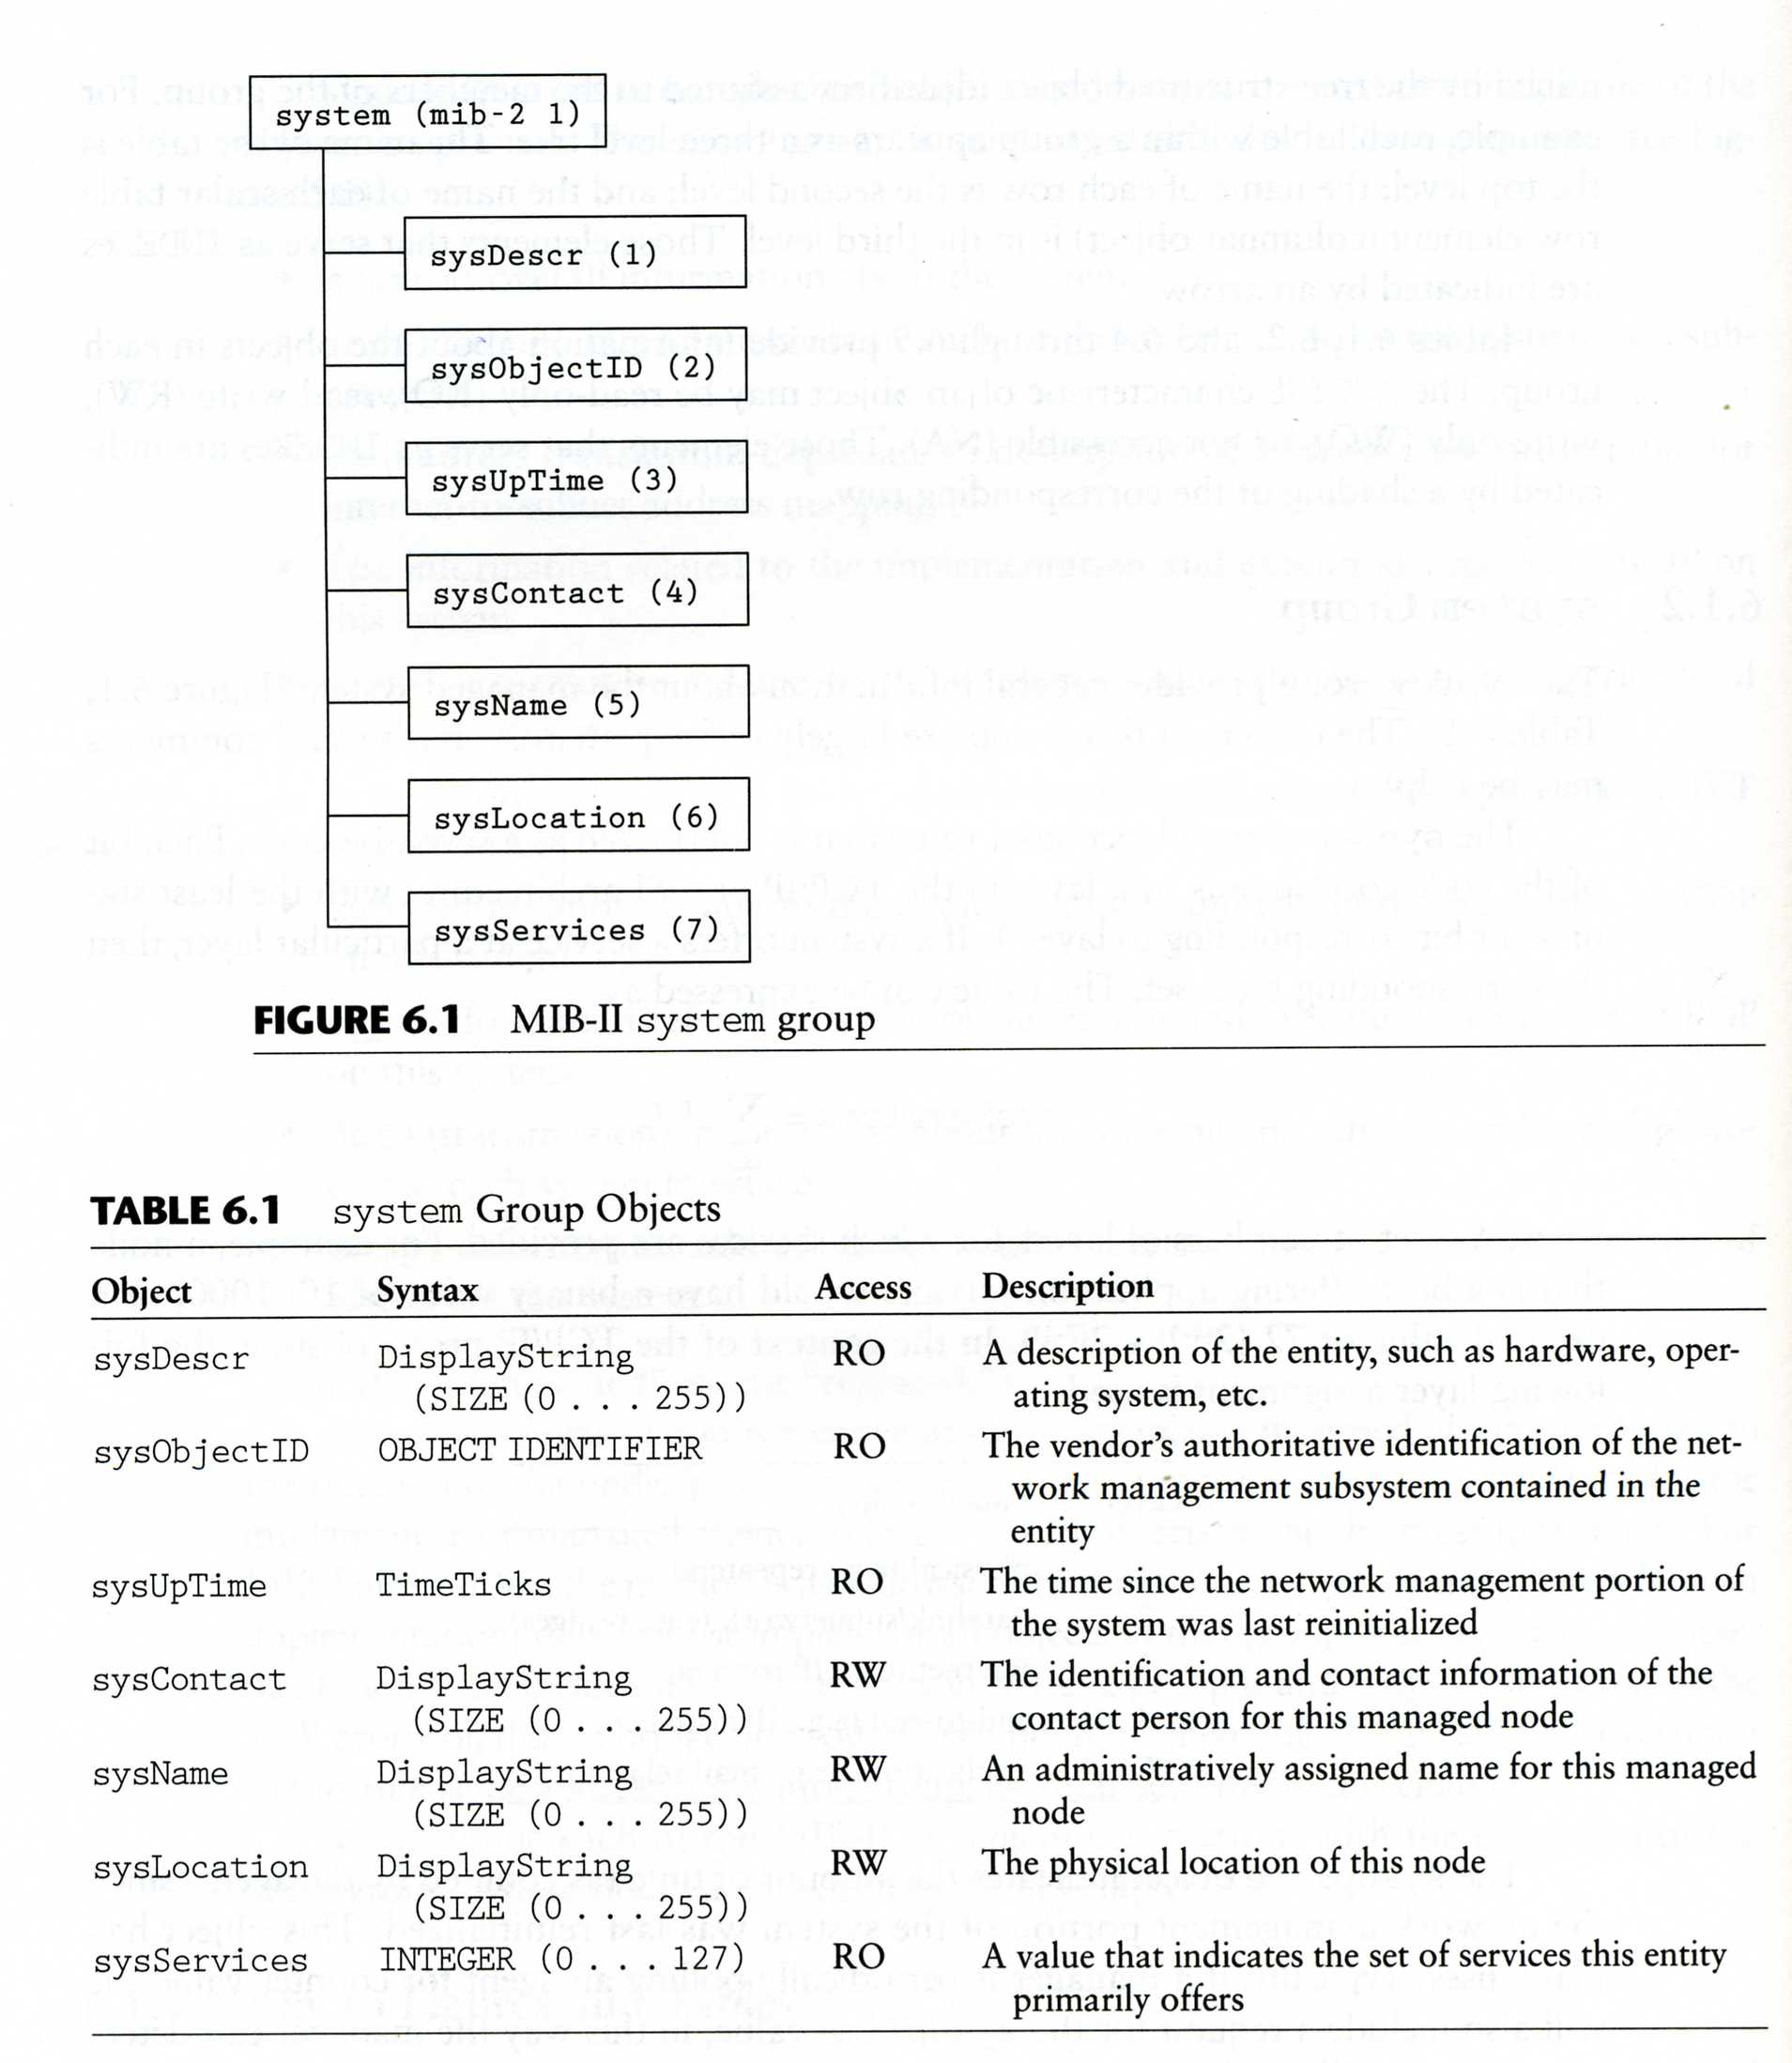 system (mib-2 1)
sysDescr (1)
sysObjectID (2)
sysUpTime (3)
sysContact (4)
sysName (5)
sysLocation (6)
sysServices (7)
FIGURE 6.1 MIB-II system group
TABLE 6.1 system Group Objects
Object Syntax Access Description
sysDescr DisplayString RO A description of the entity, such as hardware, oper-
(SIZE (0 . . . 255)) ating system, etc.
sysObjectID OBJECT IDENTIFIER RO The vendor's authoritative identification of the net-
work management subsystem contained in the
entity
sysUpTime TimeTicks RO The time since the network management portion of
the system was last reinitialized
sysContact DisplayString RW The identification and contact information of the
(SIZE (0 . . . 255)) contact person for this managed node
sysName DisplayString RW An administratively assigned name for this managed
(SIZE (0 . . . 255)) node
sysLocation DisplayString RW The physical location of this node
(SIZE (0 . . . 255))
sysServices INTEGER (0 . . . 127) RO A value that indicates the set of services this entity
primarily offers